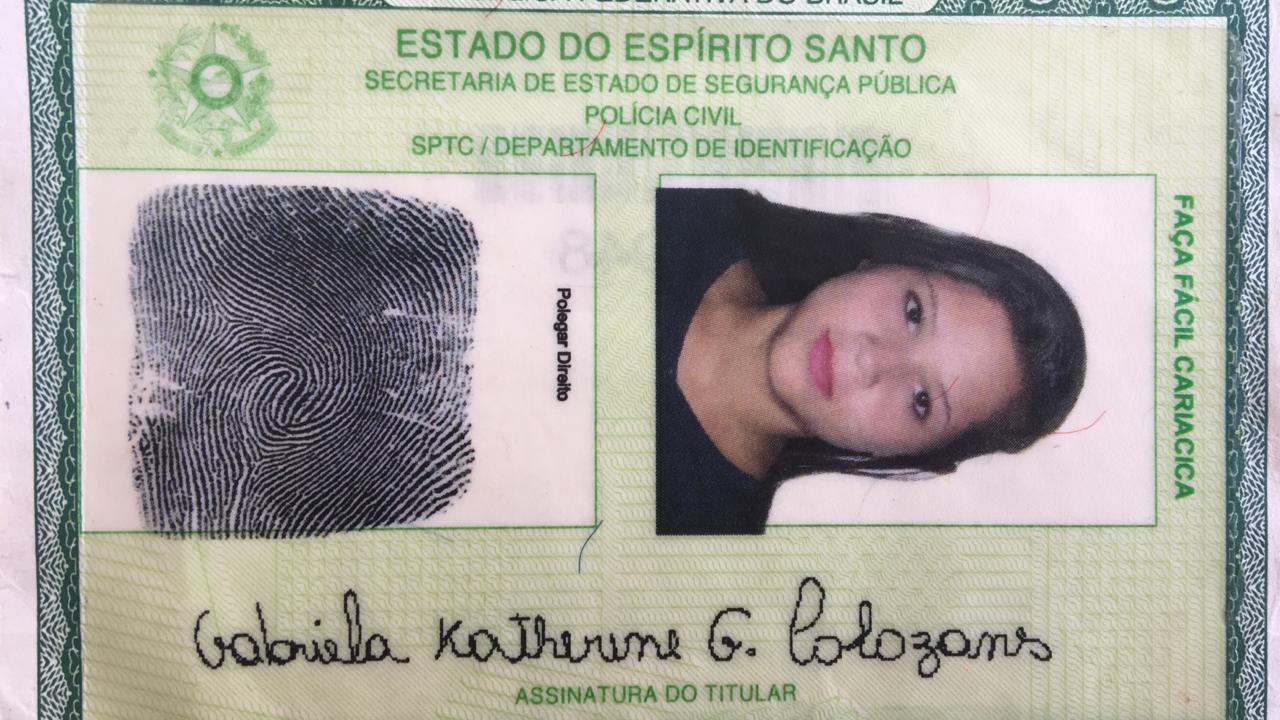 ESTADO DO ESPÍRITO SANTO
SECRETARIA DE ESTADO DE SEGURANÇA PÚBLICA
POLÍCIA CIVIL
SPTC / DEPARTAMENTO DE IDENTIFICAÇÃO
Polegar Direito
FAÇA FÁCIL CARIACICA
Gabriela Katherine G. Colozans
ASSINATURA DO TITULAR